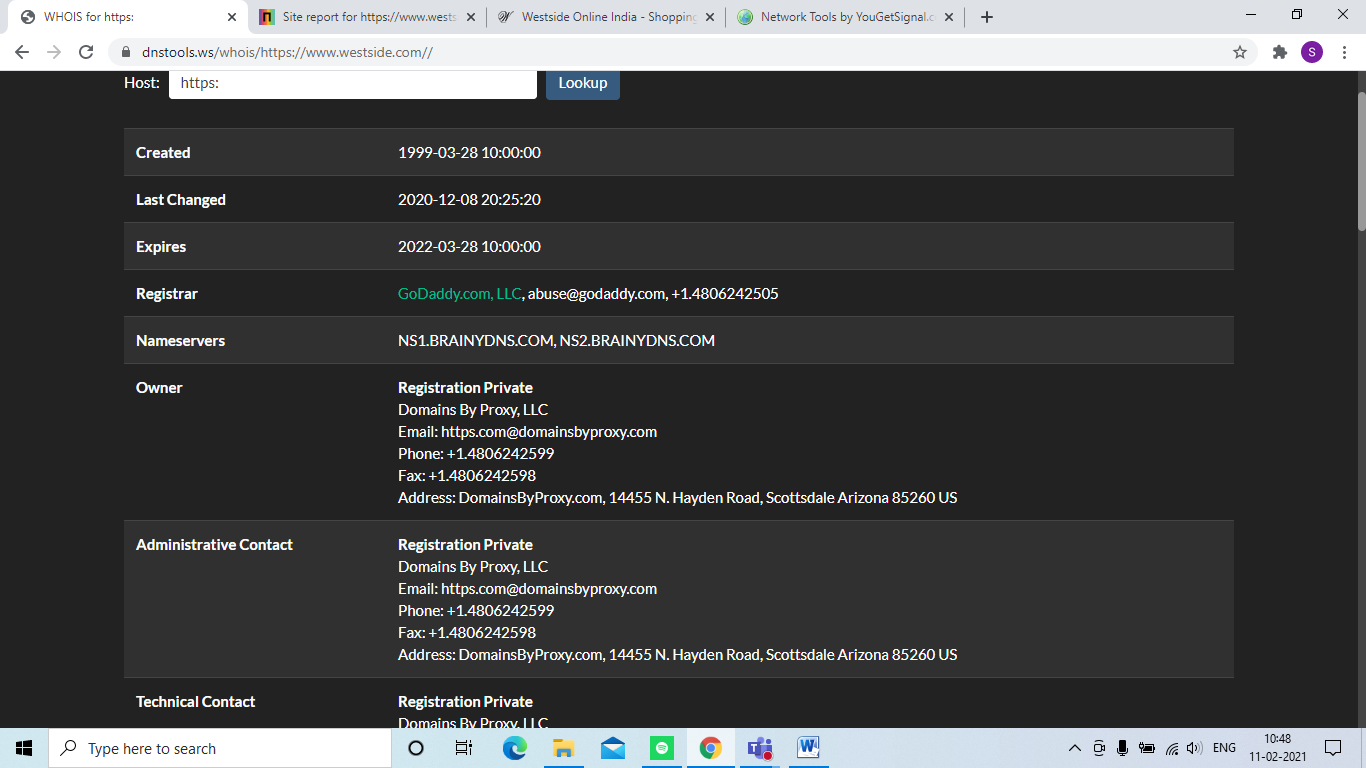 WHOIS for https:
Site report for https://www.wests
Westside Online India - Shopping
Network Tools by YouGetSignal.c
dnstools.ws/whois/https://www.westside.com//
S
Host:
https:
Lookup
Created
1999-03-28 10:00:00
Last Changed
2020-12-08 20:25:20
Expires
2022-03-28 10:00:00
Registrar
GoDaddy.com, LLC, abuse@godaddy.com, +1.4806242505
Nameservers
NS1.BRAINYDNS.COM, NS2.BRAINYDNS.COM
Owner
Registration Private
Domains By Proxy, LLC
Email: https.com@domainsbyproxy.com
Phone: +1.4806242599
Fax: +1.4806242598
Address: DomainsByProxy.com, 14455 N. Hayden Road, Scottsdale Arizona 85260 US
Administrative Contact
Registration Private
Domains By Proxy, LLC
Email: https.com@domainsbyproxy.com
Phone: +1.4806242599
Fax: +1.4806242598
Address: DomainsByProxy.com, 14455 N. Hayden Road, Scottsdale Arizona 85260 US
Technical Contact
Registration Private
Domains By Proxy, LLC
Type here to search
ENG
10:48
11-02-2021